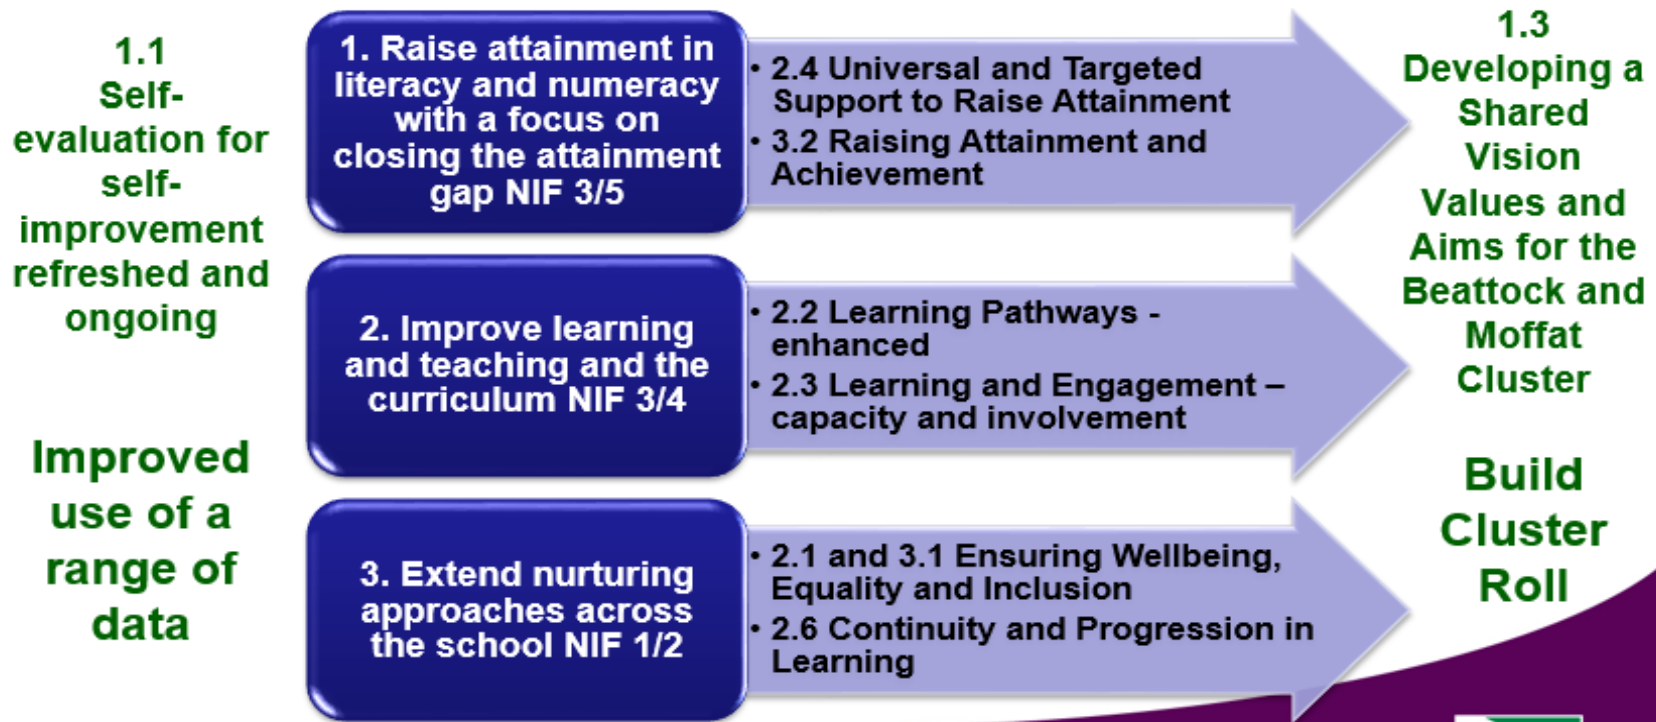 1.1
Self-
evaluation for
self-
improvement
refreshed and
ongoing
Improved
use of a
range of
data
1. Raise attainment in
literacy and numeracy
with a focus on
closing the attainment
gap NIF 3/5
• 2.4 Universal and Targeted
Support to Raise Attainment
• 3.2 Raising Attainment and
Achievement
2. Improve learning
and teaching and the
curriculum NIF 3/4
• 2.2 Learning Pathways -
enhanced
• 2.3 Learning and Engagement –
capacity and involvement
3. Extend nurturing
approaches across
the school NIF 1/2
• 2.1 and 3.1 Ensuring Wellbeing,
Equality and Inclusion
• 2.6 Continuity and Progression in
Learning
1.3
Developing a
Shared
Vision
Values and
Aims for the
Beattock and
Moffat
Cluster
Build
Cluster
Roll